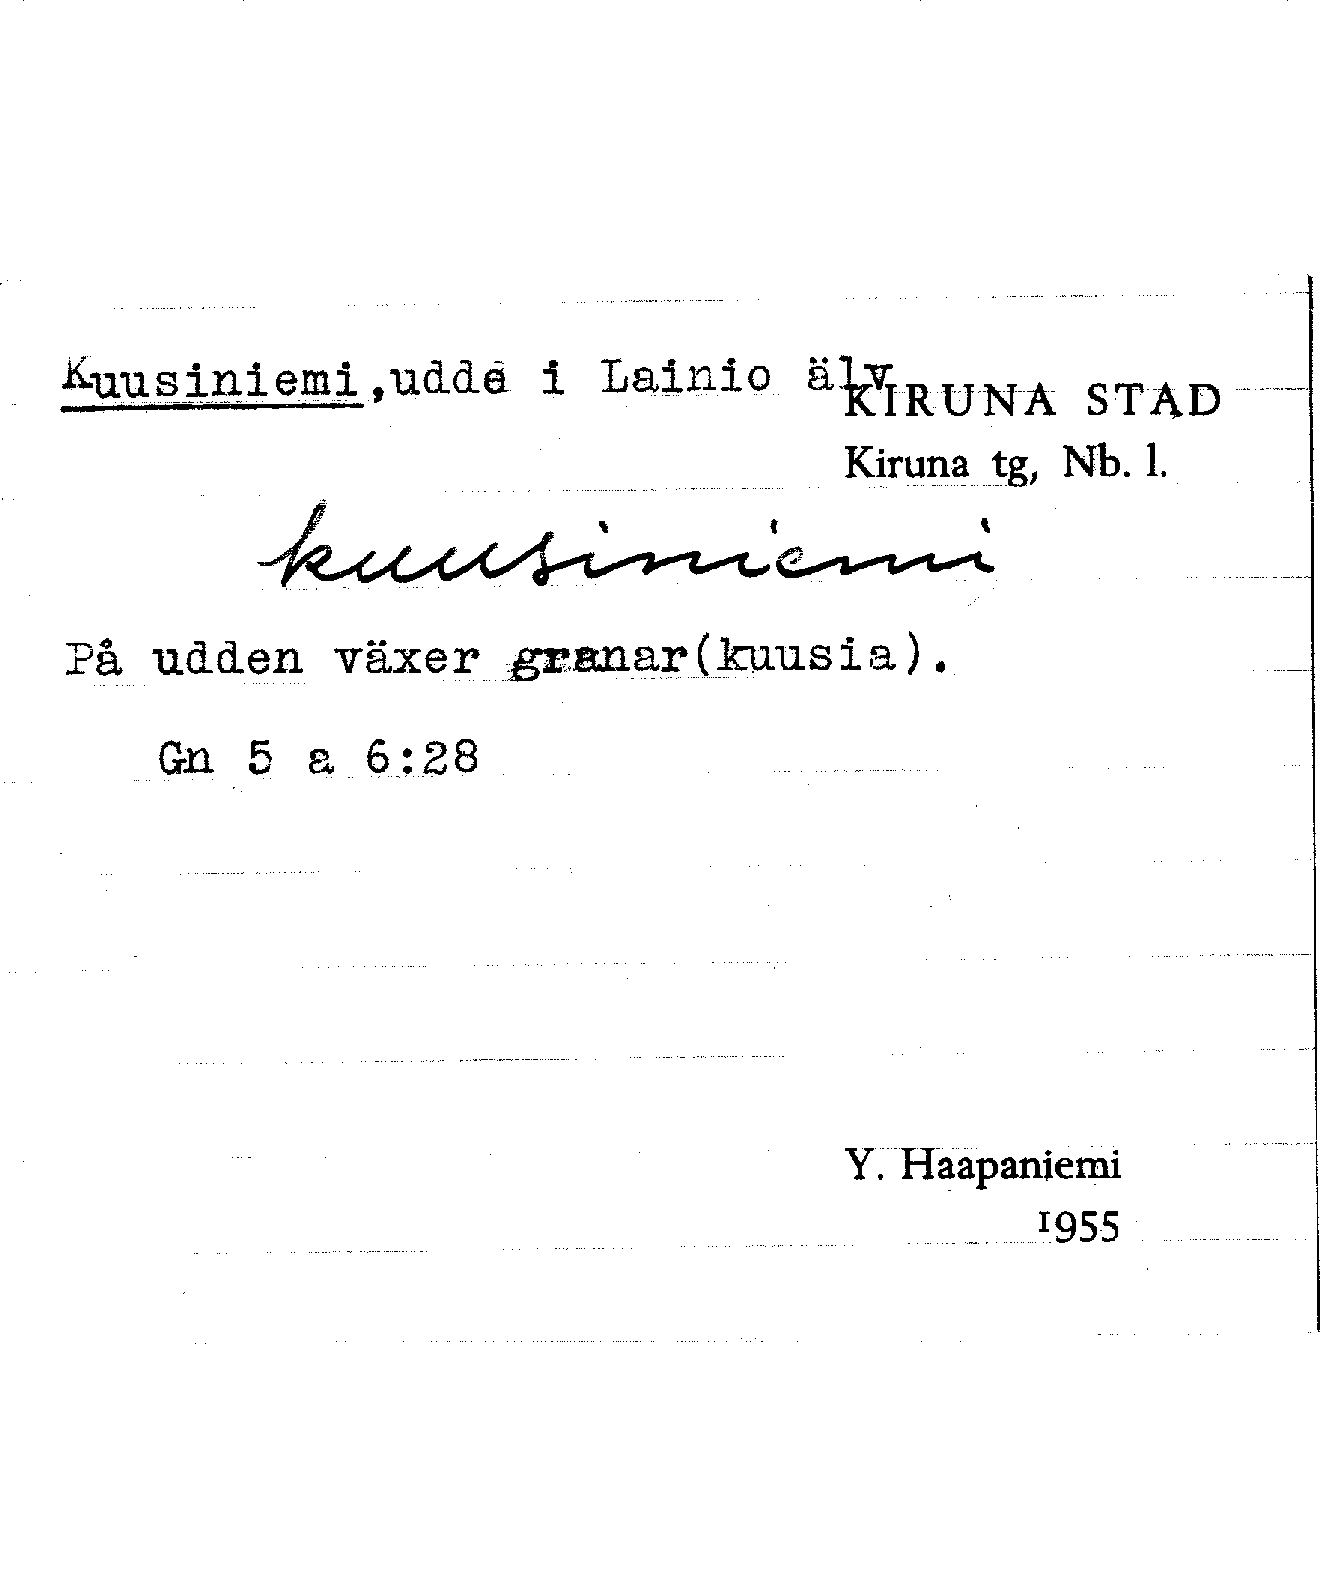 Kuusiniemi,udde i Lainio älv
KIRUNA STAD
Kiruna tg, Nb. l.
kuusiniemi
På udden växer granar(kuusia).
Gn 5 a 6:28
Y. Haapaniemi
1955